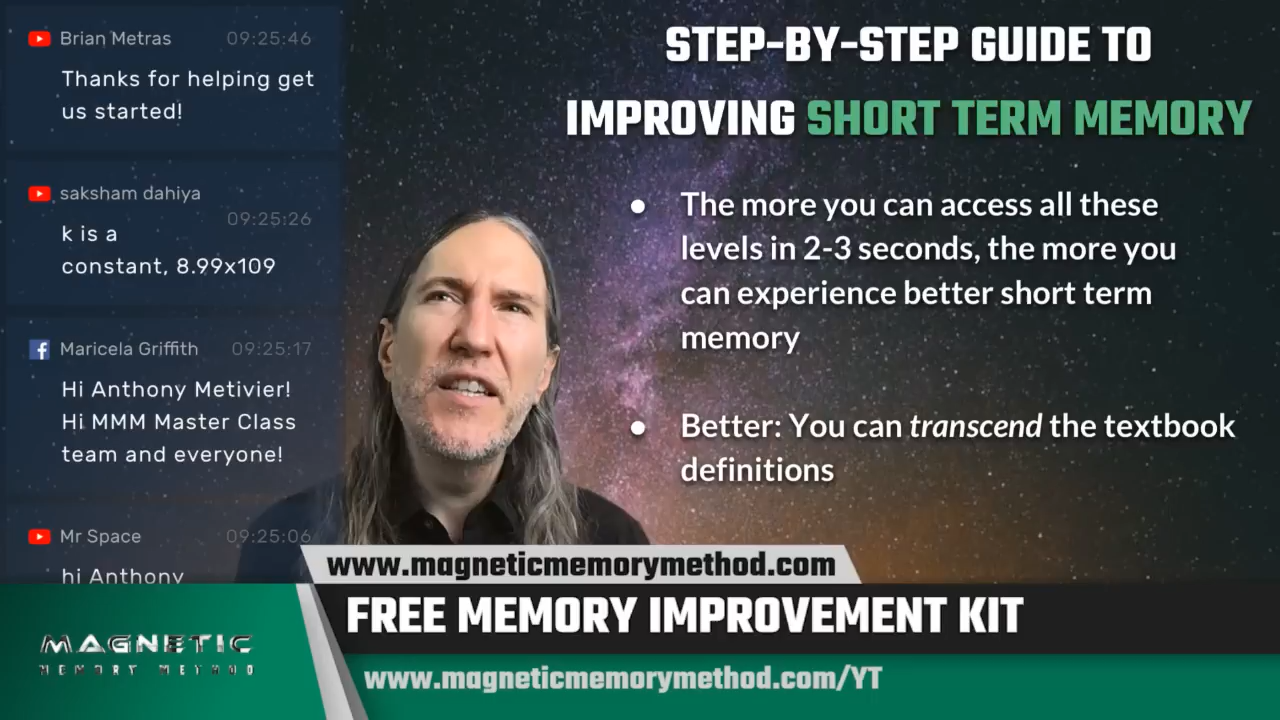 Brian Metras 09:25:46
Thanks for helping get
us started!
saksham dahiya
09:25:26
k is a
constant, 8.99x109
Maricela Griffith 09:25:17
Hi Anthony Metivier!
Hi MMM Master Class
team and everyone!
Mr Space 09:25:06
hi Anthony
STEP-BY-STEP GUIDE TO
IMPROVING SHORT TERM MEMORY
• The more you can access all these
levels in 2-3 seconds, the more you
can experience better short term
memory
• Better: You can transcend the textbook
definitions
www.magneticmemorymethod.com
FREE MEMORY IMPROVEMENT KIT
MAGNETIC
MEMORY METHOD
www.magneticmemorymethod.com/YT